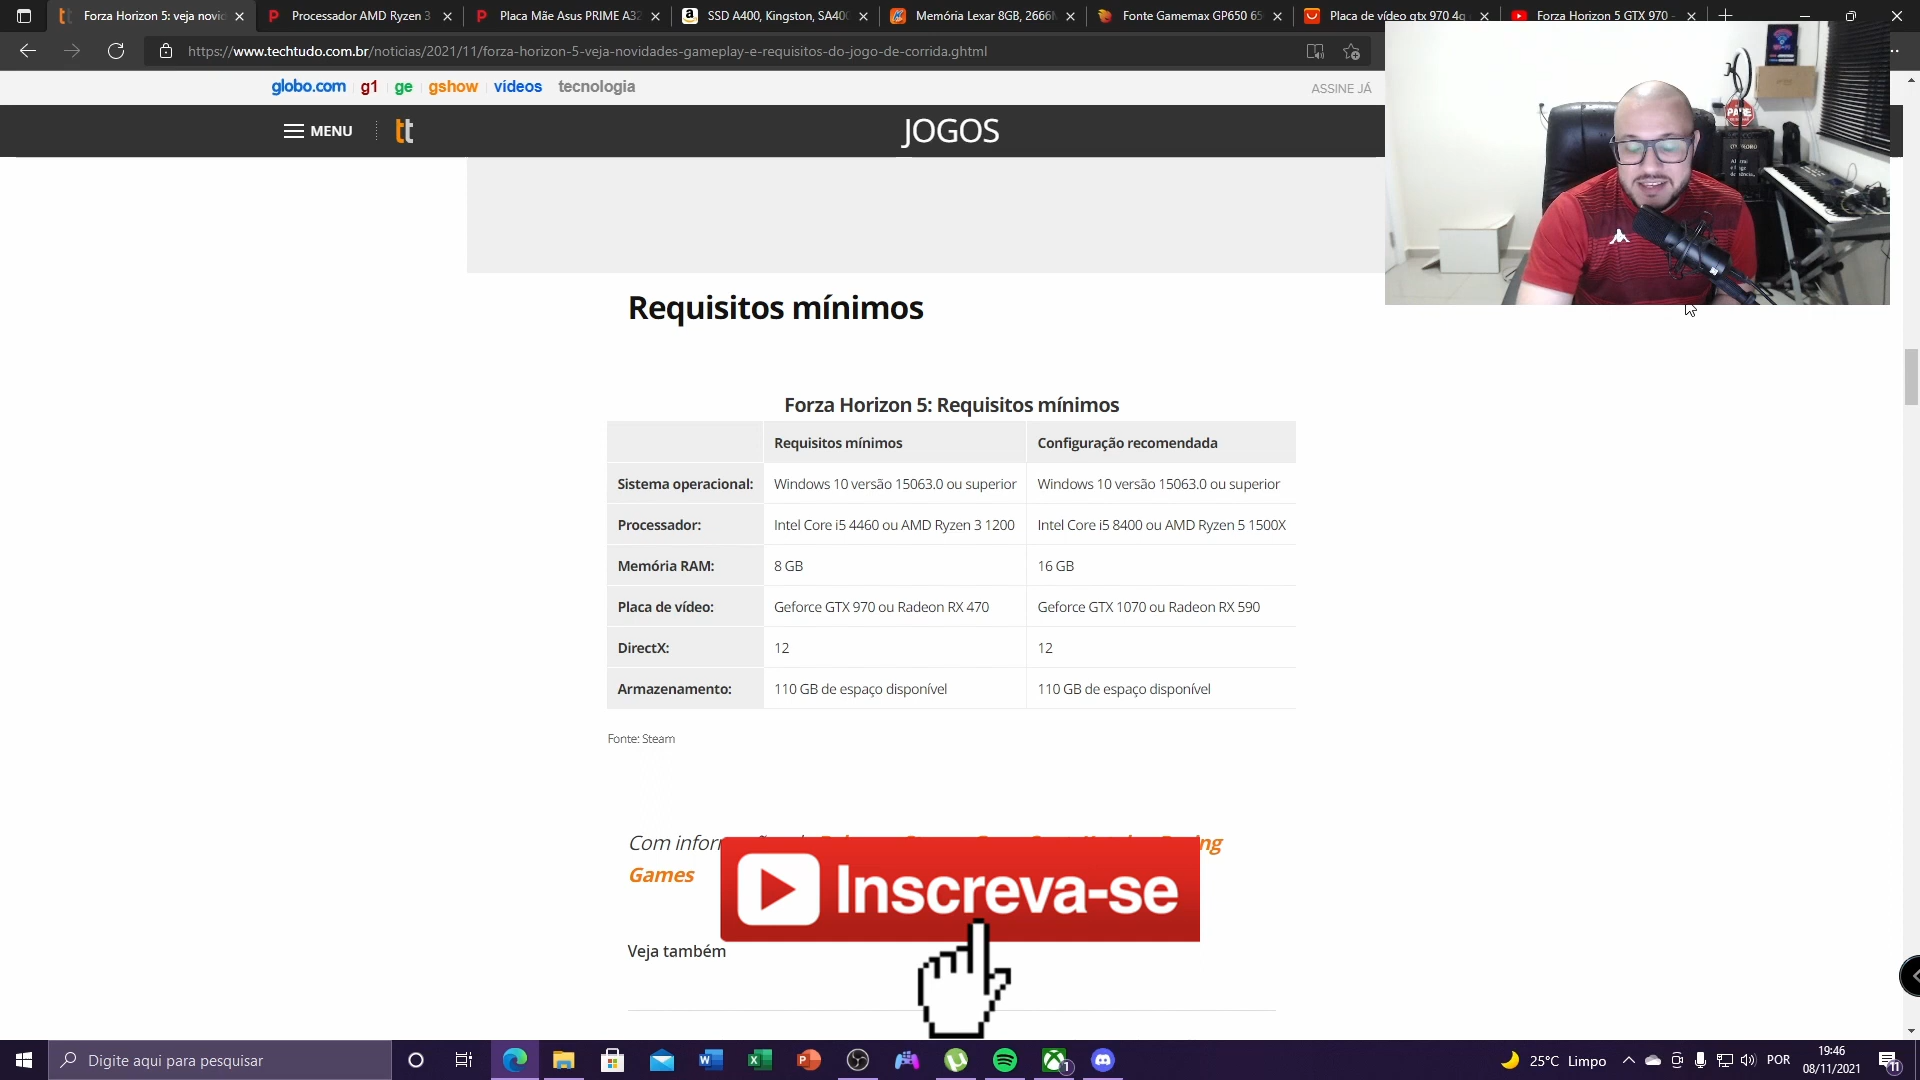 Forza Horizon 5: veja novic
Processador AMD Ryzen 3
Placa Mãe Asus PRIME A32
SSD A400, Kingston, SA400
Memória Lexar 8GB, 2666M
Fonte Gamemax GP650 65
Placa de vídeo gtx 970 4g
Forza Horizon 5 GTX 970 -
https://www.techtudo.com.br/noticias/2021/11/forza-horizon-5-veja-novidades-gameplay-e-requisitos-do-jogo-de-corrida.ghtml
globo.com g1 ge gshow vídeos tecnologia ASSINE JÁ
MENU tt JOGOS
PARE
Requisitos mínimos
Forza Horizon 5: Requisitos mínimos
Requisitos mínimos Configuração recomendada
Sistema operacional: Windows 10 versão 15063.0 ou superior Windows 10 versão 15063.0 ou superior
Processador: Intel Core i5 4460 ou AMD Ryzen 3 1200 Intel Core i5 8400 ou AMD Ryzen 5 1500X
Memória RAM: 8 GB 16 GB
Placa de vídeo: Geforce GTX 970 ou Radeon RX 470 Geforce GTX 1070 ou Radeon RX 590
DirectX: 12 12
Armazenamento: 110 GB de espaço disponível 110 GB de espaço disponível
Fonte: Steam
Com infor
ng
Games
Inscreva-se
Veja também
Digite aqui para pesquisar
25°C Limpo
POR
19:46
08/11/2021
11
1